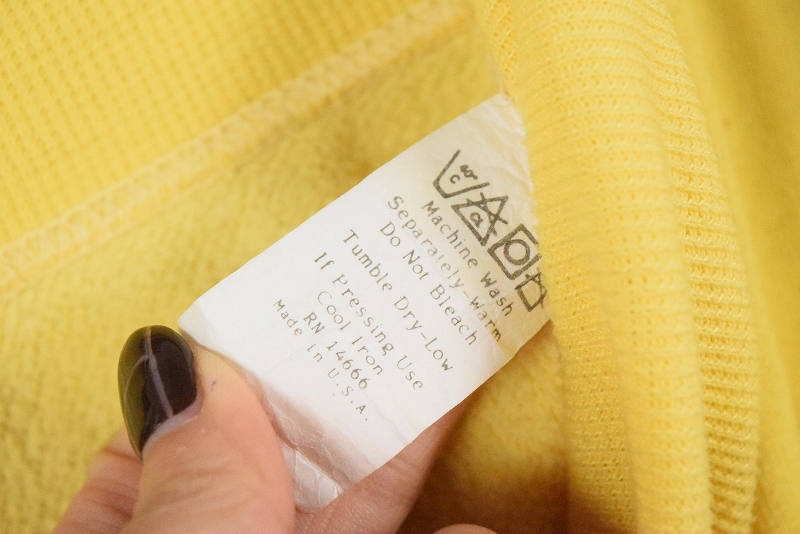 40°
C
Machine Wash
Separately-Warm
Do Not Bleach
Tumble Dry-Low
If Pressing Use
Cool Iron
RN 14666
Made in U.S.A.